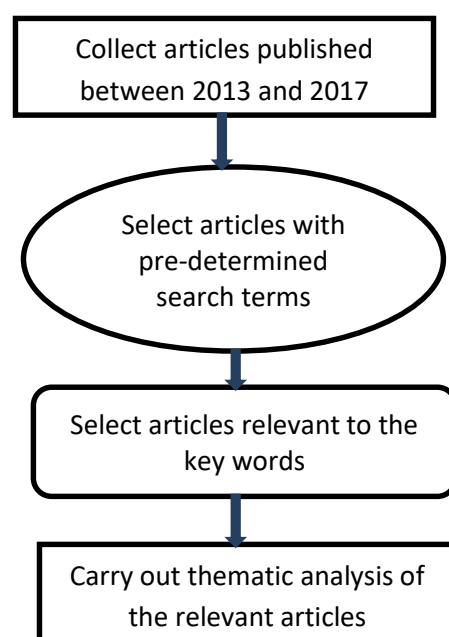 Collect articles published
between 2013 and 2017
Select articles with
pre-determined
search terms
Select articles relevant to the
key words
Carry out thematic analysis of
the relevant articles